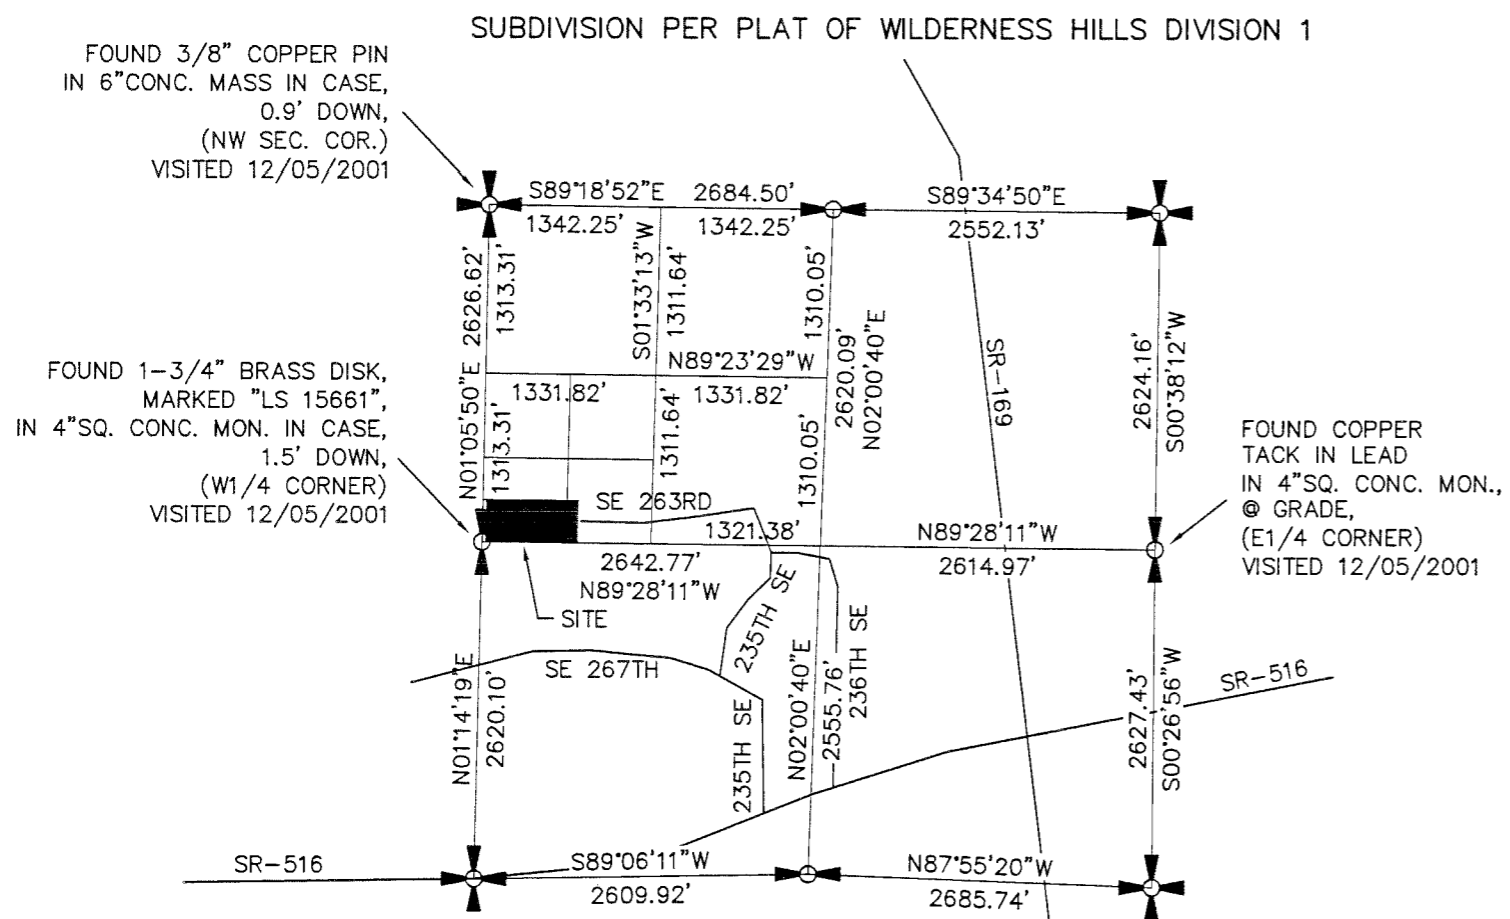 SUBDIVISION PER PLAT OF WILDERNESS HILLS DIVISION 1
FOUND 3/8" COPPER PIN
IN 6"CONC. MASS IN CASE,
0.9' DOWN,
(NW SEC. COR.)
VISITED 12/05/2001
S89°18'52"E 2684.50'
1342.25' 1342.25'
S89°34'50"E
2552.13'
2626.62'
1313.31'
S01°33'13"W
1311.64'
1310.05'
2620.09'
N02°00'40"E
SR-169
2624.16'
S00°38'12"W
N89°23'29"W
1331.82' 1331.82'
FOUND 1-3/4" BRASS DISK,
MARKED "LS 15661",
IN 4"SQ. CONC. MON. IN CASE,
1.5' DOWN,
(W1/4 CORNER)
VISITED 12/05/2001
N01°05'50"E
1313.31'
1311.64'
1310.05'
FOUND COPPER
TACK IN LEAD
IN 4"SQ. CONC. MON.,
@ GRADE,
(E1/4 CORNER)
VISITED 12/05/2001
SE 263RD
1321.38'
N89°28'11"W
2642.77'
2614.97'
N89°28'11"W
SITE
235TH SE
236TH SE
SE 267TH
N01°14'19"E
2620.10'
235TH SE
N02°00'40"E
2555.76'
SR-516
2627.43'
S00°26'56"W
SR-516
S89°06'11"W
2609.92'
N87°55'20"W
2685.74'